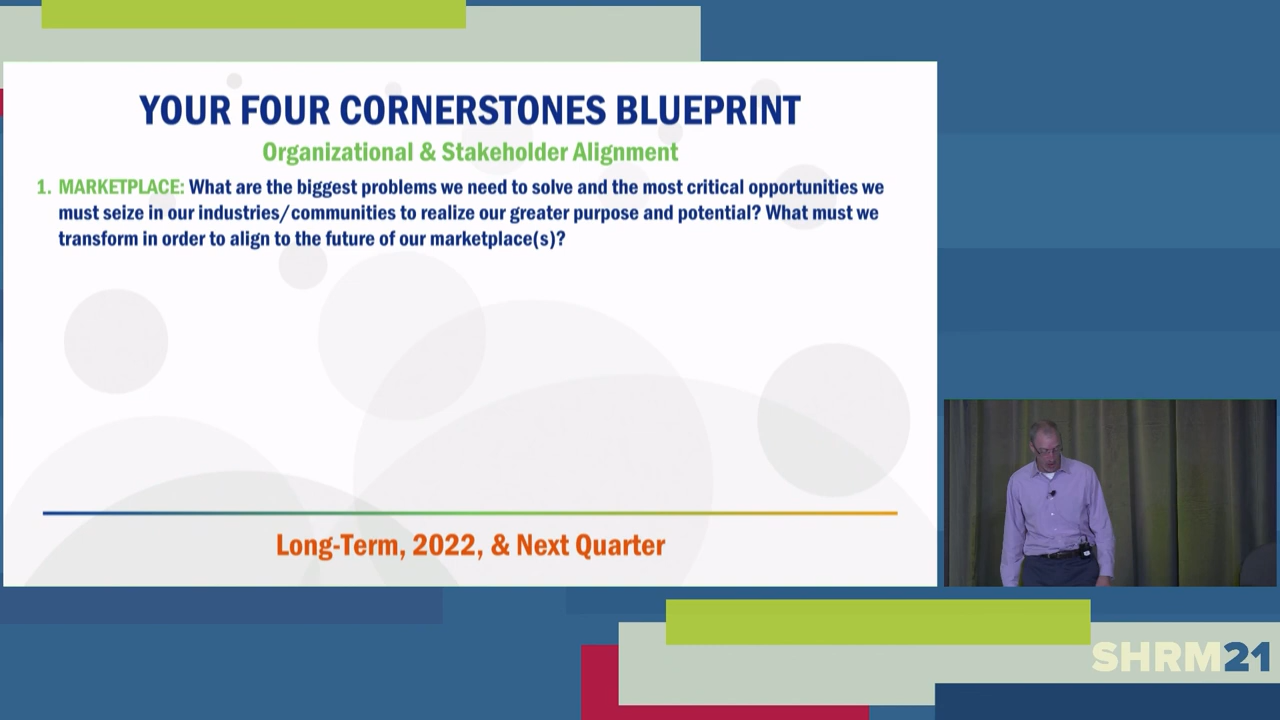 YOUR FOUR CORNERSTONES BLUEPRINT
Organizational & Stakeholder Alignment
1. MARKETPLACE: What are the biggest problems we need to solve and the most critical opportunities we
must seize in our industries/communities to realize our greater purpose and potential? What must we
transform in order to align to the future of our marketplace(s)?
Long-Term, 2022, & Next Quarter
SHRM21